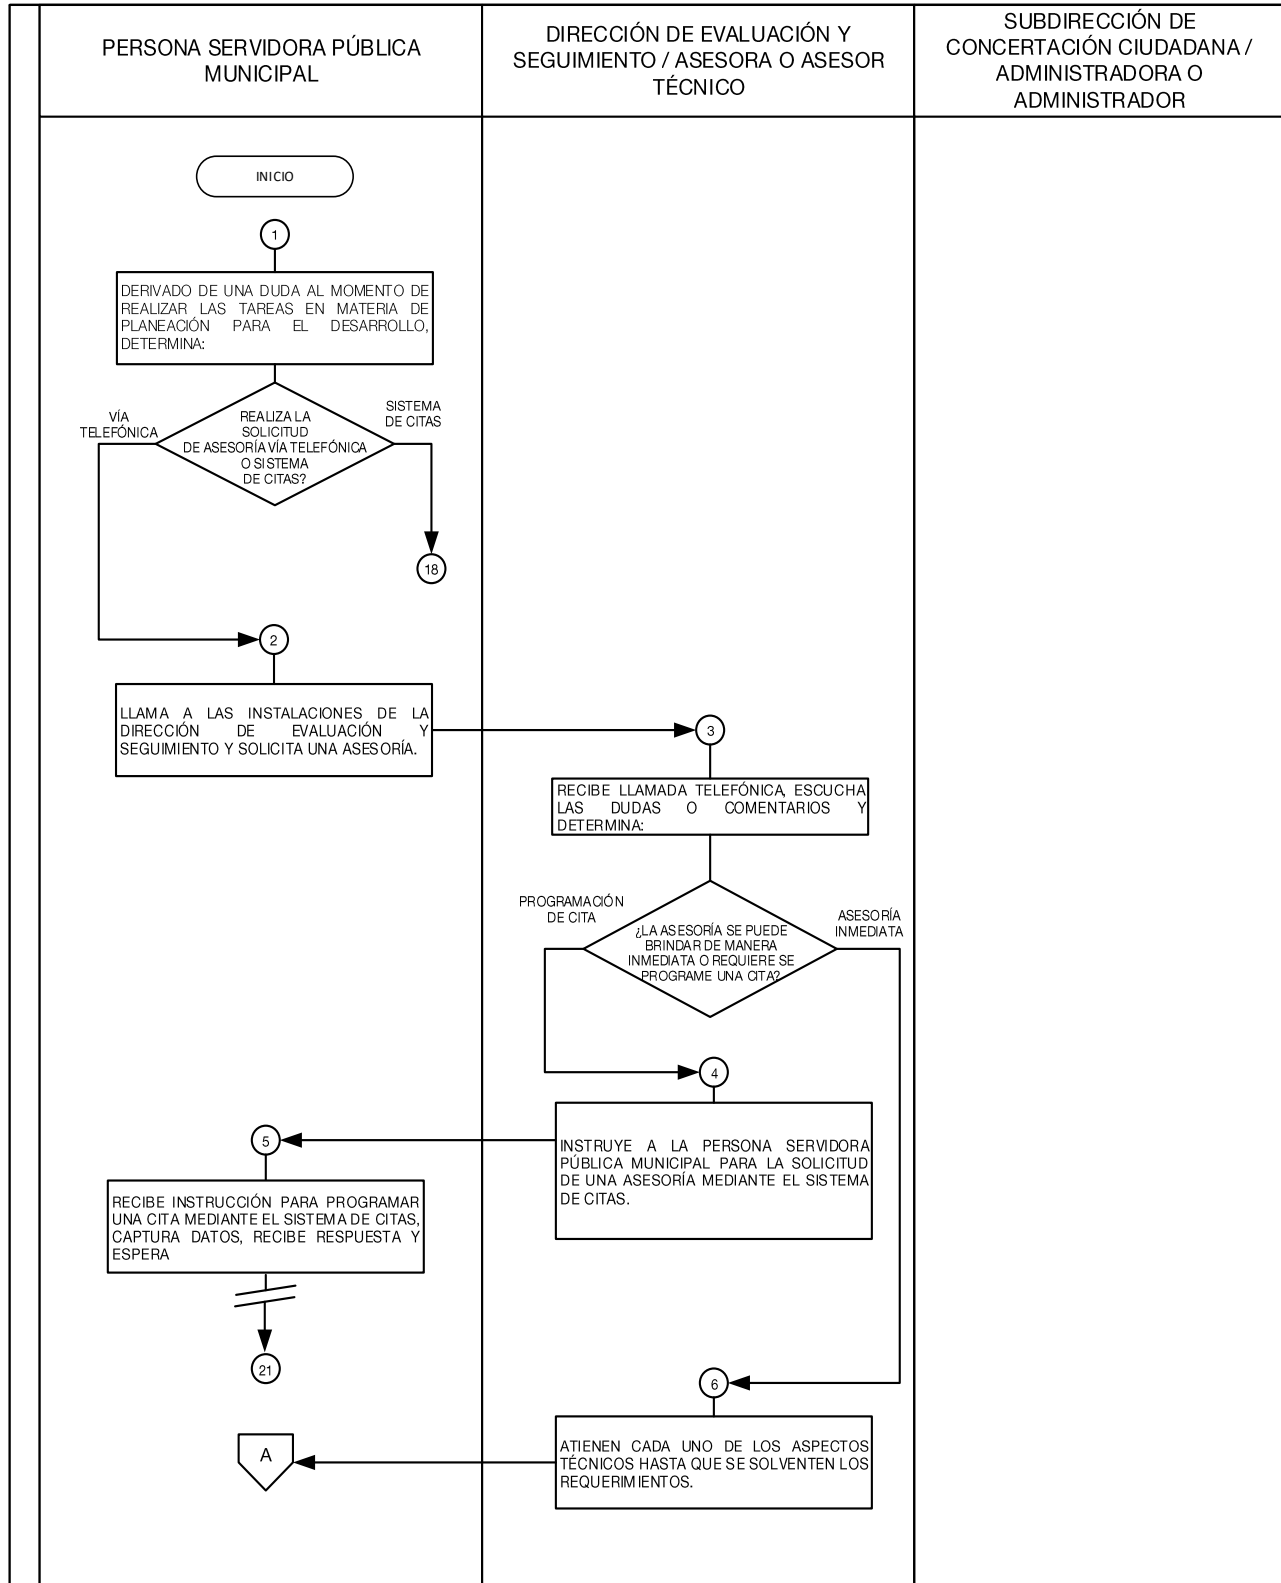 PERSONA SERVIDORA PÚBLICA
MUNICIPAL
DIRECCIÓN DE EVALUACIÓN Y
SEGUIMIENTO / ASESORA O ASESOR
TÉCNICO
SUBDIRECCIÓN DE
CONCERTACIÓN CIUDADANA /
ADMINISTRADORA O
ADMINISTRADOR
INICIO
1
DERIVADO DE UNA DUDA AL MOMENTO DE
REALIZAR LAS TAREAS EN MATERIA DE
PLANEACIÓN PARA EL DESARROLLO,
DETERMINA:
VÍA
TELEFÓNICA
REALIZA LA
SOLICITUD
DE ASESORÍA VÍA TELEFÓNICA
O SISTEMA
DE CITAS?
SISTEMA
DE CITAS
18
2
LLAMA A LAS INSTALACIONES DE LA
DIRECCIÓN DE EVALUACIÓN Y
SEGUIMIENTO Y SOLICITA UNA ASESORÍA.
3
RECIBE LLAMADA TELEFÓNICA, ESCUCHA
LAS DUDAS O COMENTARIOS Y
DETERMINA:
PROGRAMACIÓN
DE CITA
¿LA ASESORÍA SE PUEDE
BRINDAR DE MANERA
INMEDIATA O REQUIERE SE
PROGRAME UNA CITA?
ASESORÍA
INMEDIATA
4
INSTRUYE A LA PERSONA SERVIDORA
PÚBLICA MUNICIPAL PARA LA SOLICITUD
DE UNA ASESORÍA MEDIANTE EL SISTEMA
DE CITAS.
5
RECIBE INSTRUCCIÓN PARA PROGRAMAR
UNA CITA MEDIANTE EL SISTEMA DE CITAS,
CAPTURA DATOS, RECIBE RESPUESTA Y
ESPERA
21
6
ATIENEN CADA UNO DE LOS ASPECTOS
TÉCNICOS HASTA QUE SE SOLVENTEN LOS
REQUERIMIENTOS.
A